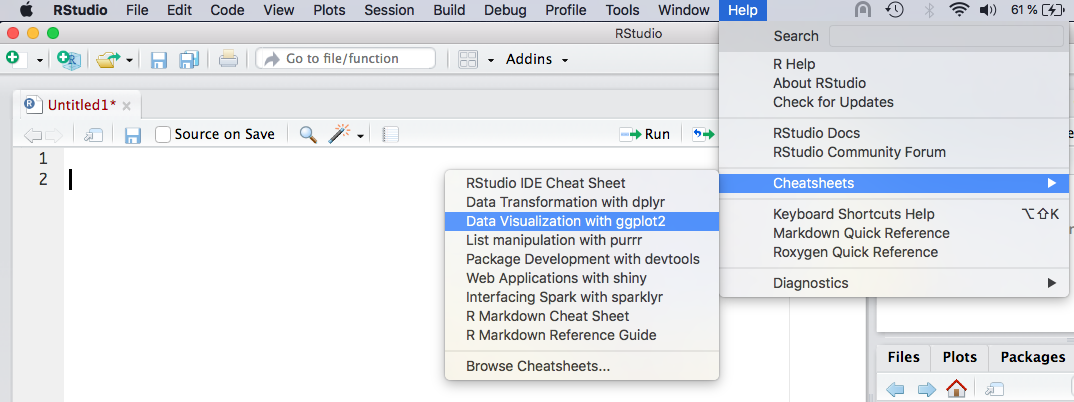 RStudio File Edit Code View Plots Session Build Debug Profile Tools Window Help 61 %
RStudio
Go to file/function Addins
Untitled1*
Source on Save Run
1
2
Search
R Help
About RStudio
Check for Updates
RStudio Docs
RStudio Community Forum
Cheatsheets
Keyboard Shortcuts Help ⌥⇧K
Markdown Quick Reference
Roxygen Quick Reference
Diagnostics
RStudio IDE Cheat Sheet
Data Transformation with dplyr
Data Visualization with ggplot2
List manipulation with purrr
Package Development with devtools
Web Applications with shiny
Interfacing Spark with sparklyr
R Markdown Cheat Sheet
R Markdown Reference Guide
Browse Cheatsheets...
Files Plots Packages